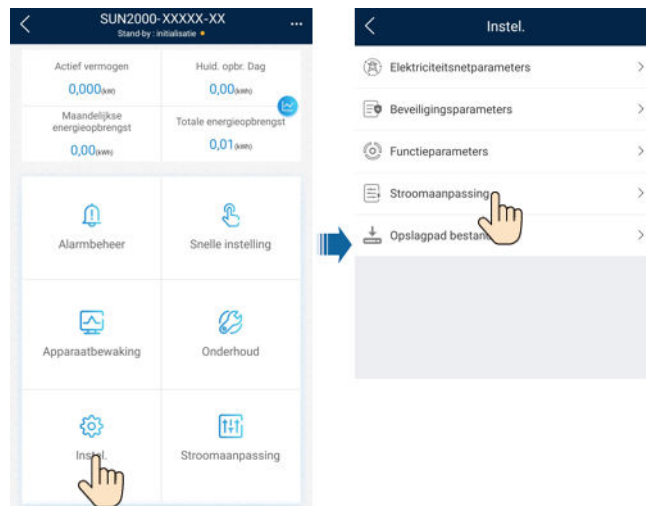 SUN2000-XXXXX-XX
Stand-by : initialisatie
Actief vermogen
0,000(kW)
Huid. opbr. Dag
0,00(kWh)
Maandelijkse
energieopbrengst
0,00(kWh)
Totale energieopbrengst
0,01(kWh)
Alarmbeheer
Snelle instelling
Apparaatbewaking
Onderhoud
Instel.
Stroomaanpassing
Instel.
Elektriciteitsnetparameters
Beveiligingsparameters
Functieparameters
Stroomaanpassing
Opslagpad bestand